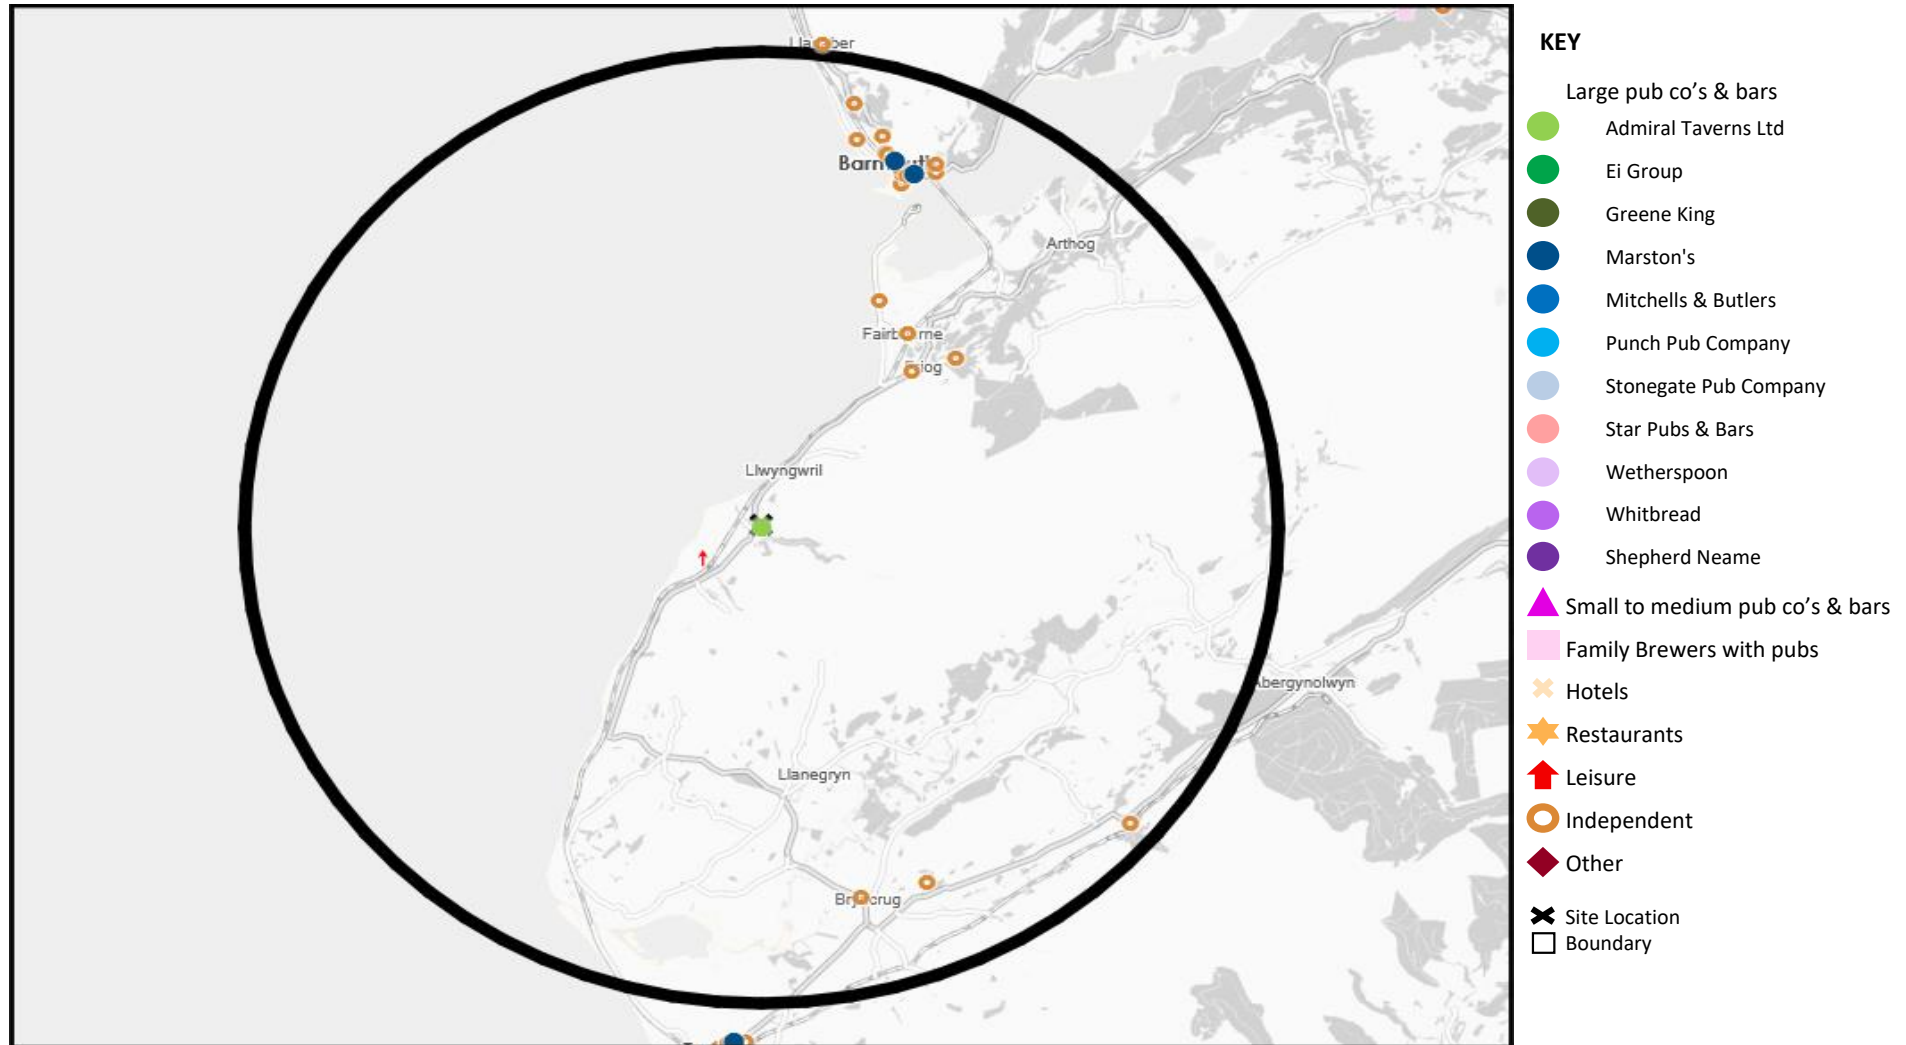 KEY
Large pub co's & bars
Admiral Taverns Ltd
Ei Group
Greene King
Marston's
Mitchells & Butlers
Punch Pub Company
Stonegate Pub Company
Star Pubs & Bars
Wetherspoon
Whitbread
Shepherd Neame
Small to medium pub co's & bars
Family Brewers with pubs
Hotels
Restaurants
Leisure
Independent
Other
Site Location
Boundary
Arthog
Llwyngwril
Abergynolwyn
Llanegryn